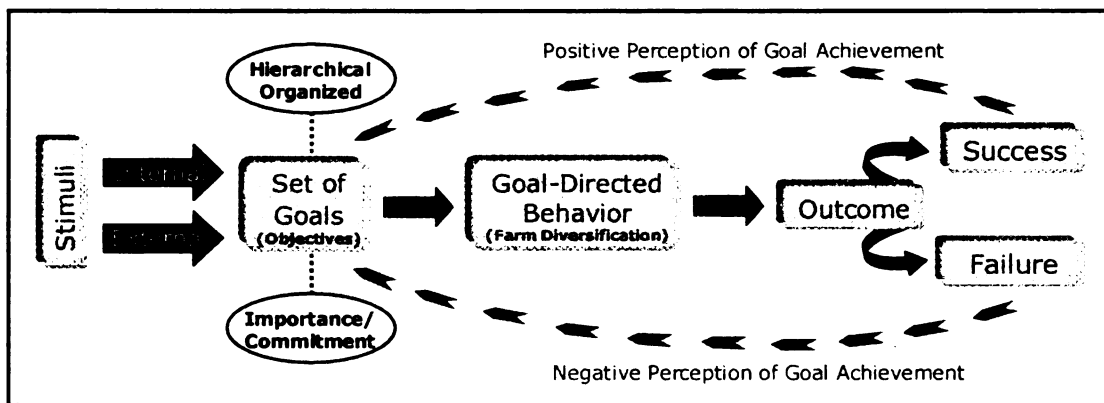 Positive Perception of Goal Achievement
Hierarchical
Organized
Stimuli
Set of
Goals
(Objectives)
Goal-Directed
Behavior
(Farm Diversification)
Outcome
Success
Failure
Importance/
Commitment
Negative Perception of Goal Achievement